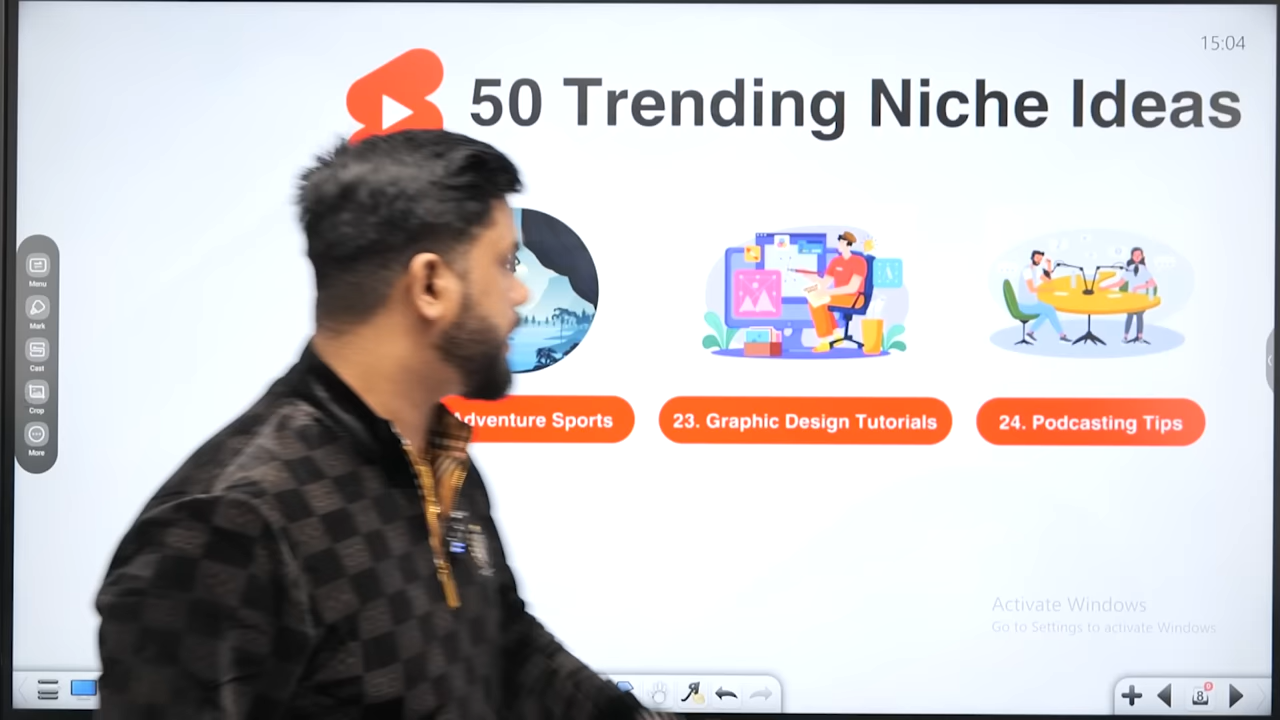 15:04
50 Trending Niche Ideas
Menu
Mark
Cast
Crop
More
Adventure Sports
23. Graphic Design Tutorials
24. Podcasting Tips
Activate Windows
Go to Settings to activate Windows
8